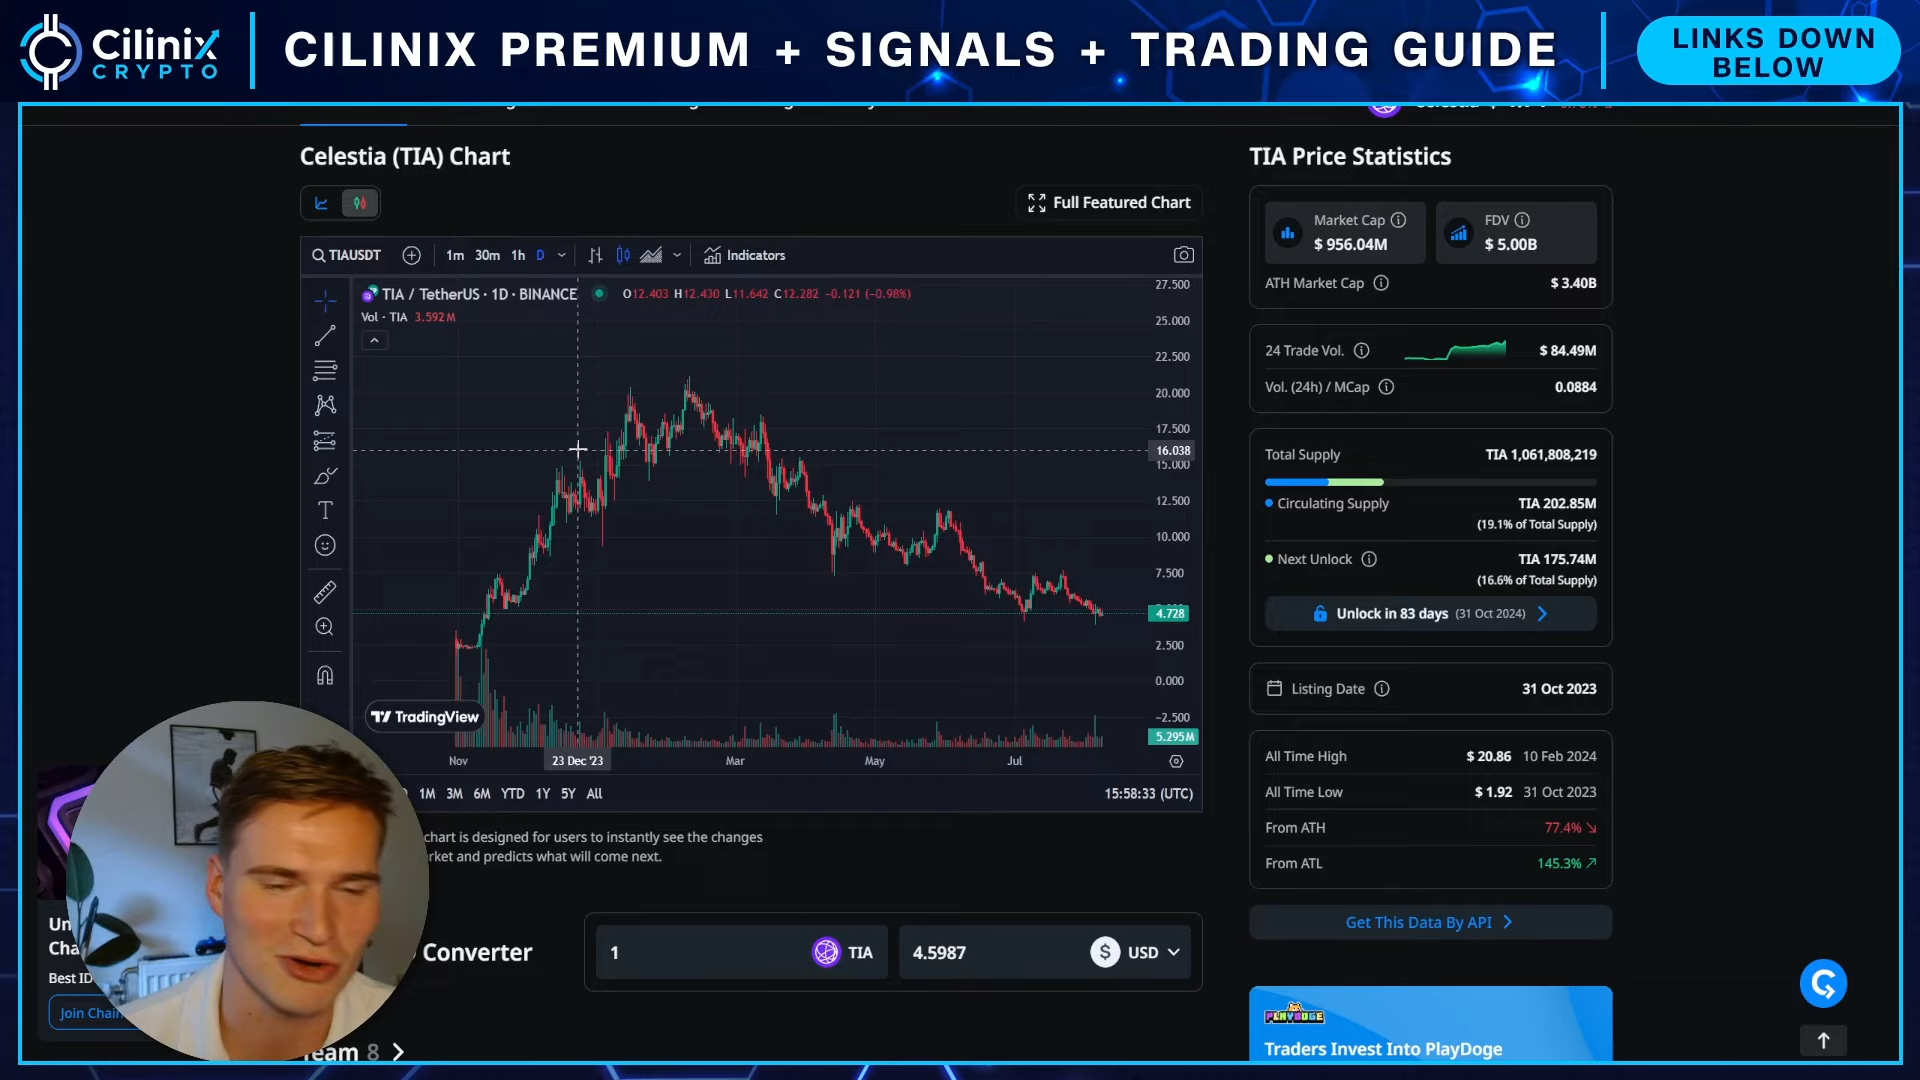 Cilinix
CRYPTO
CILINIX PREMIUM + SIGNALS + TRADING GUIDE
LINKS DOWN
BELOW
Celestia (TIA) Chart
Full Featured Chart
TIAUSDT
1m 30m 1h D
Indicators
TIA / TetherUS · 1D · BINANCE
O12.403 H12.430 L11.642 C12.282 -0.121 (-0.98%)
Vol · TIA 3.592 M
27.500
25.000
22.500
20.000
17.500
16.038
15.000
12.500
10.000
7.500
4.728
2.500
0.000
−2.500
5.295M
TradingView
Nov
23 Dec '23
Mar
May
Jul
1M 3M 6M YTD 1Y 5Y All
15:58:33 (UTC)
chart is designed for users to instantly see the changes
rket and predicts what will come next.
Un
Cha
Best ID
Join Chain
Converter
1
TIA
4.5987
$
USD
Team 8
TIA Price Statistics
Market Cap
$ 956.04M
FDV
$ 5.00B
ATH Market Cap
$ 3.40B
24 Trade Vol.
$ 84.49M
Vol. (24h) / MCap
0.0884
Total Supply
TIA 1,061,808,219
Circulating Supply
TIA 202.85M
(19.1% of Total Supply)
Next Unlock
TIA 175.74M
(16.6% of Total Supply)
Unlock in 83 days (31 Oct 2024)
Listing Date
31 Oct 2023
All Time High
$ 20.86 10 Feb 2024
All Time Low
$ 1.92 31 Oct 2023
From ATH
77.4%
From ATL
145.3%
Get This Data By API
PLAYDOGE
Traders Invest Into PlayDoge